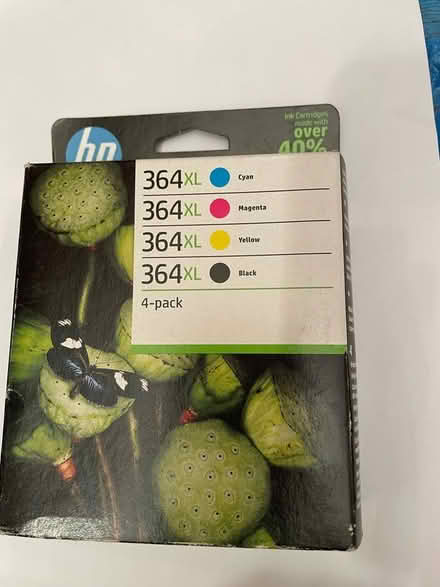 hp
Ink Cartridges
made with
over
40%
364XL Cyan
364XL Magenta
364XL Yellow
364XL Black
4-pack